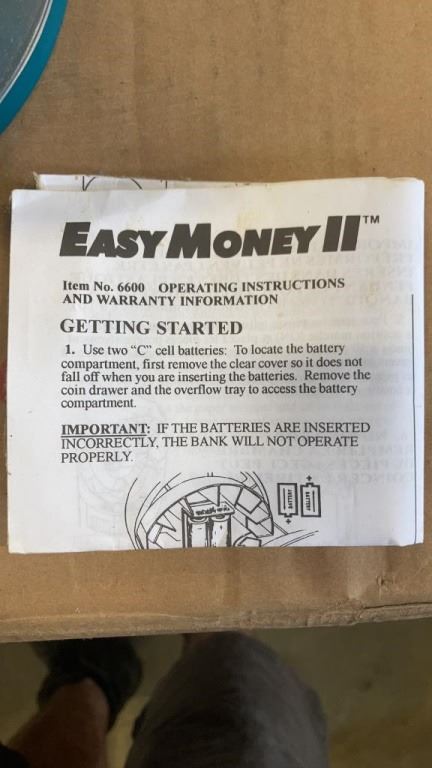 EASY MONEY II™
Item No. 6600 OPERATING INSTRUCTIONS
AND WARRANTY INFORMATION
GETTING STARTED
1. Use two “C” cell batteries: To locate the battery
compartment, first remove the clear cover so it does not
fall off when you are inserting the batteries. Remove the
coin drawer and the overflow tray to access the battery
compartment.
IMPORTANT: IF THE BATTERIES ARE INSERTED
INCORRECTLY, THE BANK WILL NOT OPERATE
PROPERLY.
+
BATTERY
BATTERY
+